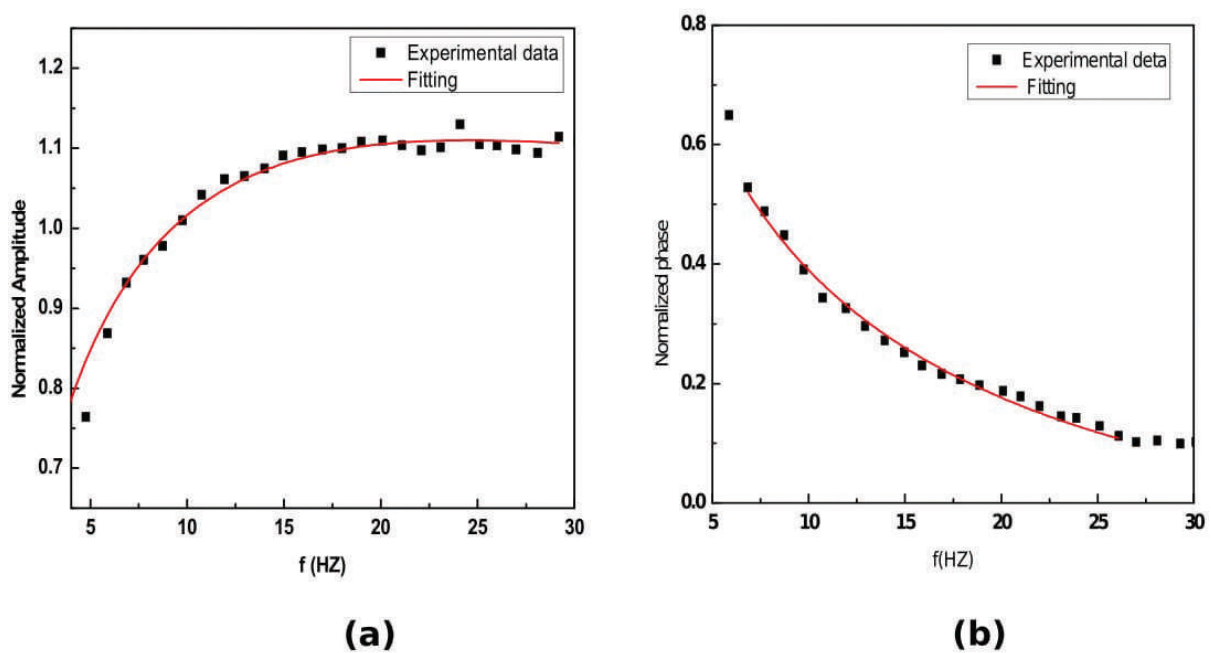 Experimental data
Fitting
Normalized Amplitude
1.2
1.1
1.0
0.9
0.8
0.7
5 10 15 20 25 30
f (HZ)
(a)
Experimental deta
Fitting
Normalized phase
0.8
0.6
0.4
0.2
0.0
5 10 15 20 25 30
f(HZ)
(b)